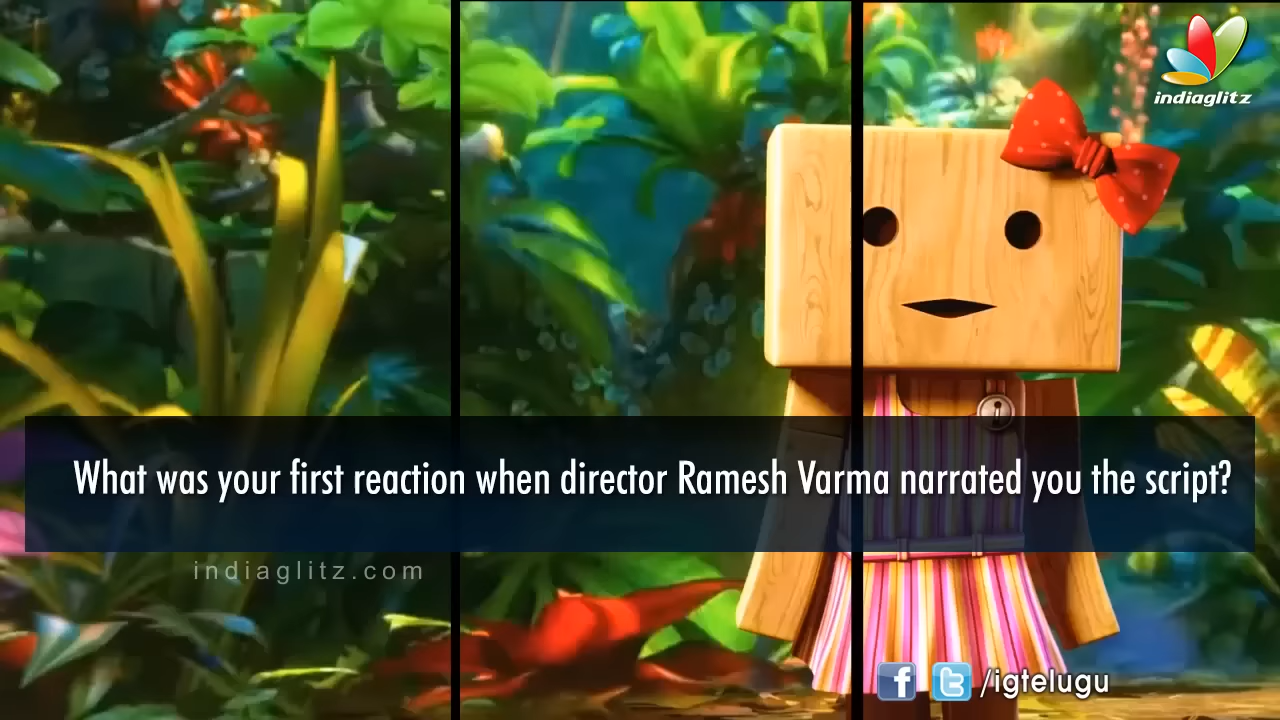 indiaglitz
What was your first reaction when director Ramesh Varma narrated you the script?
indiaglitz.com
/igtelugu